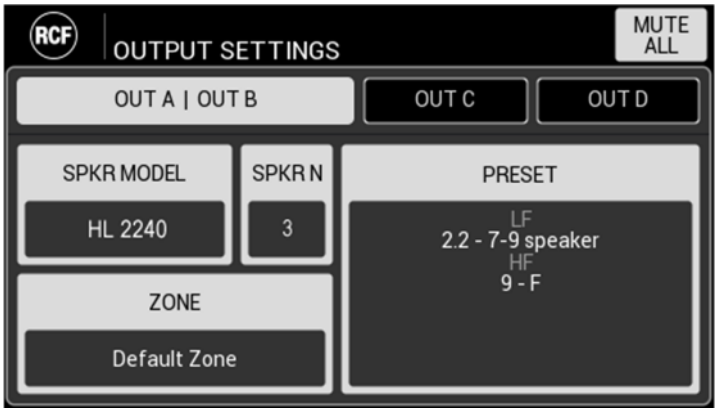 RCF
OUTPUT SETTINGS
MUTE
ALL
OUT A | OUT B
OUT C
OUT D
SPKR MODEL
HL 2240
SPKR N
3
ZONE
Default Zone
PRESET
LF
2.2 - 7-9 speaker
HF
9 - F